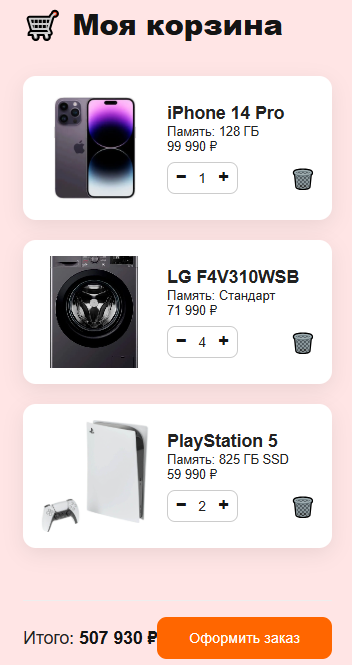 Моя корзина
iPhone 14 Pro
Память: 128 ГБ
99 990 ₽
− 1 +
LG F4V310WSB
Память: Стандарт
71 990 ₽
− 4 +
PlayStation 5
Память: 825 ГБ SSD
59 990 ₽
− 2 +
Итого: 507 930 ₽
Оформить заказ